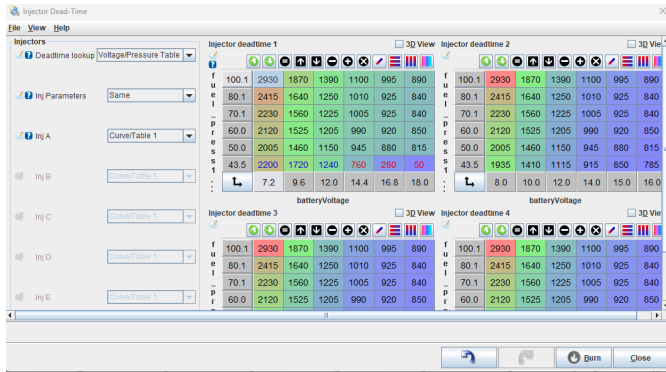 Injector Dead-Time
File View Help
Injectors
Deadtime lookup Voltage/Pressure Table
Inj Parameters Same
Inj A Curve/Table 1
Inj B Curve/Table 1
Inj C Curve/Table 1
Inj D Curve/Table 1
Inj E Curve/Table 1
Injector deadtime 1 3D View
fuel_press1
100.1 2930 1870 1390 1100 995 890
80.1 2415 1640 1250 1010 925 840
70.1 2230 1560 1225 1005 925 840
60.0 2120 1525 1205 990 920 850
50.0 2005 1460 1150 945 880 815
43.5 2200 1720 1240 760 280 50
7.2 9.6 12.0 14.4 16.8 18.0
batteryVoltage
Injector deadtime 2 3D View
fuel_press1
100.1 2930 1870 1390 1100 995 890
80.1 2415 1640 1250 1010 925 840
70.1 2230 1560 1225 1005 925 840
60.0 2120 1525 1205 990 920 850
50.0 2005 1460 1150 945 880 815
43.5 1935 1410 1115 915 850 785
8.0 10.0 12.0 14.0 15.0 16.0
batteryVoltage
Injector deadtime 3 3D View
fuel_pr
100.1 2930 1870 1390 1100 995 890
80.1 2415 1640 1250 1010 925 840
70.1 2230 1560 1225 1005 925 840
60.0 2120 1525 1205 990 920 850
Injector deadtime 4 3D View
fuel_pr
100.1 2930 1870 1390 1100 995 890
80.1 2415 1640 1250 1010 925 840
70.1 2230 1560 1225 1005 925 840
60.0 2120 1525 1205 990 920 850
Burn
Close